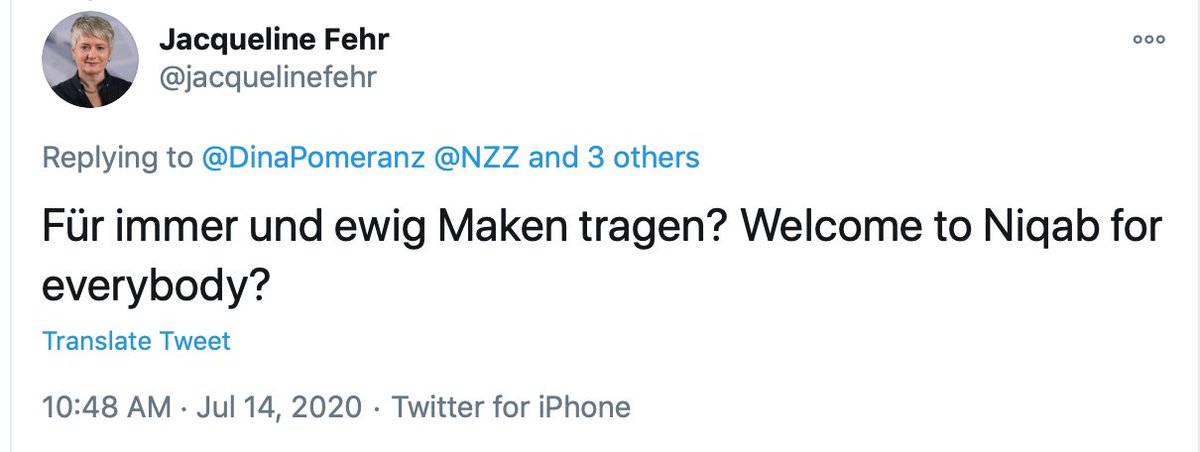 Jacqueline Fehr
@jacquelinefehr
Replying to @DinaPomeranz @NZZ and 3 others
Für immer und ewig Maken tragen? Welcome to Niqab for
everybody?
Translate Tweet
10:48 AM · Jul 14, 2020 · Twitter for iPhone